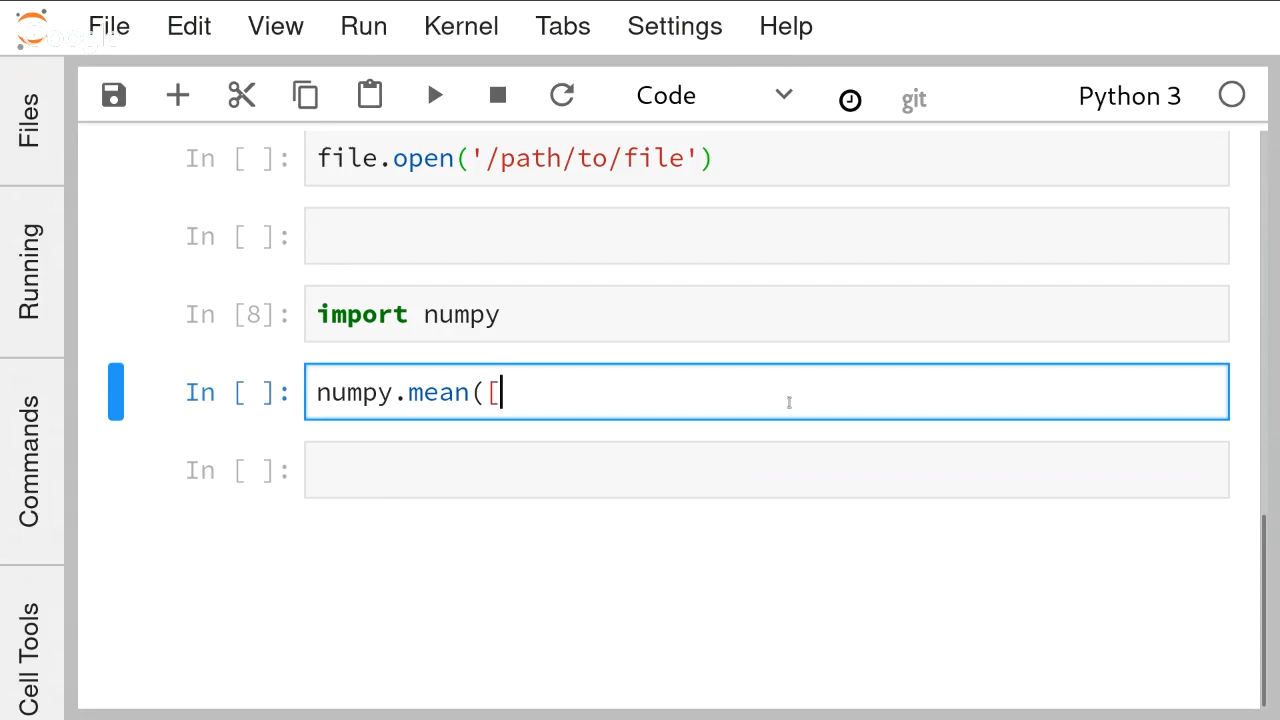 File Edit View Run Kernel Tabs Settings Help
Code git Python 3
Files
Running
Commands
Cell Tools
In [ ]: file.open('/path/to/file')
In [ ]:
In [8]: import numpy
In [ ]: numpy.mean([
In [ ]: